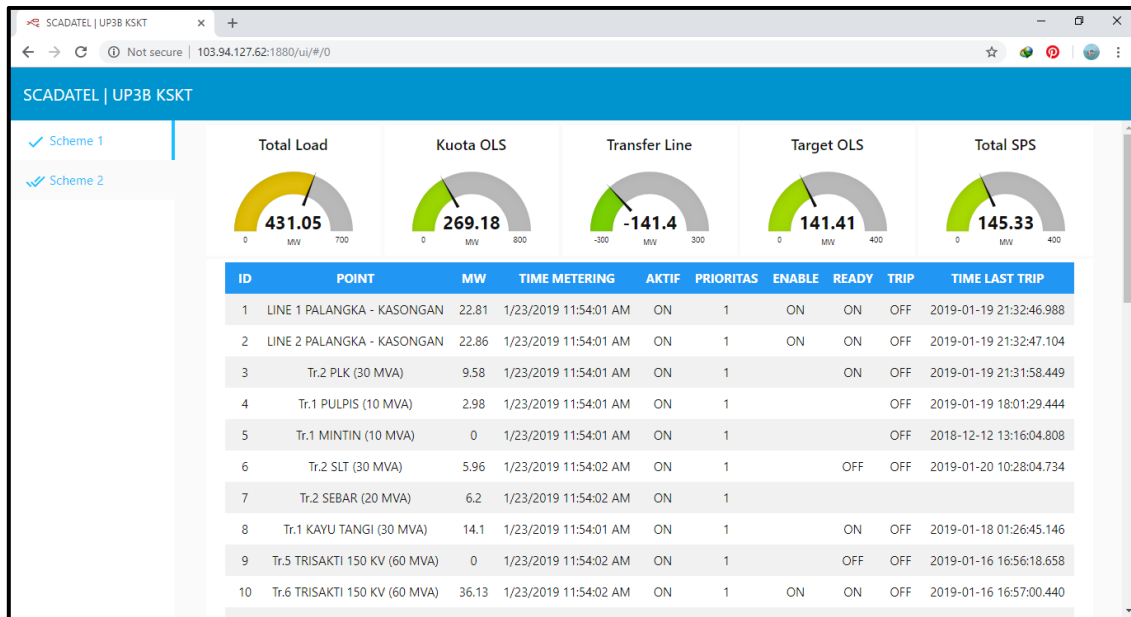 SCADATEL | UP3B KSKT
Not secure | 103.94.127.62:1880/ui/#/0
SCADATEL | UP3B KSKT
Scheme 1
Scheme 2
Total Load Kuota OLS Transfer Line Target OLS Total SPS
431.05 269.18 -141.4 141.41 145.33
0 MW 700 0 MW 800 -300 MW 300 0 MW 400 0 MW 400
ID POINT MW TIME METERING AKTIF PRIORITAS ENABLE READY TRIP TIME LAST TRIP
1 LINE 1 PALANGKA - KASONGAN 22.81 1/23/2019 11:54:01 AM ON 1 ON ON OFF 2019-01-19 21:32:46.988
2 LINE 2 PALANGKA - KASONGAN 22.86 1/23/2019 11:54:01 AM ON 1 ON ON OFF 2019-01-19 21:32:47.104
3 Tr.2 PLK (30 MVA) 9.58 1/23/2019 11:54:01 AM ON 1 ON OFF 2019-01-19 21:31:58.449
4 Tr.1 PULPIS (10 MVA) 2.98 1/23/2019 11:54:01 AM ON 1 OFF 2019-01-19 18:01:29.444
5 Tr.1 MINTIN (10 MVA) 0 1/23/2019 11:54:01 AM ON 1 OFF 2018-12-12 13:16:04.808
6 Tr.2 SLT (30 MVA) 5.96 1/23/2019 11:54:02 AM ON 1 OFF OFF 2019-01-20 10:28:04.734
7 Tr.2 SEBAR (20 MVA) 6.2 1/23/2019 11:54:02 AM ON 1
8 Tr.1 KAYU TANGI (30 MVA) 14.1 1/23/2019 11:54:01 AM ON 1 ON OFF 2019-01-18 01:26:45.146
9 Tr.5 TRISAKTI 150 KV (60 MVA) 0 1/23/2019 11:54:02 AM ON 1 OFF OFF 2019-01-16 16:56:18.658
10 Tr.6 TRISAKTI 150 KV (60 MVA) 36.13 1/23/2019 11:54:02 AM ON 1 ON ON OFF 2019-01-16 16:57:00.440